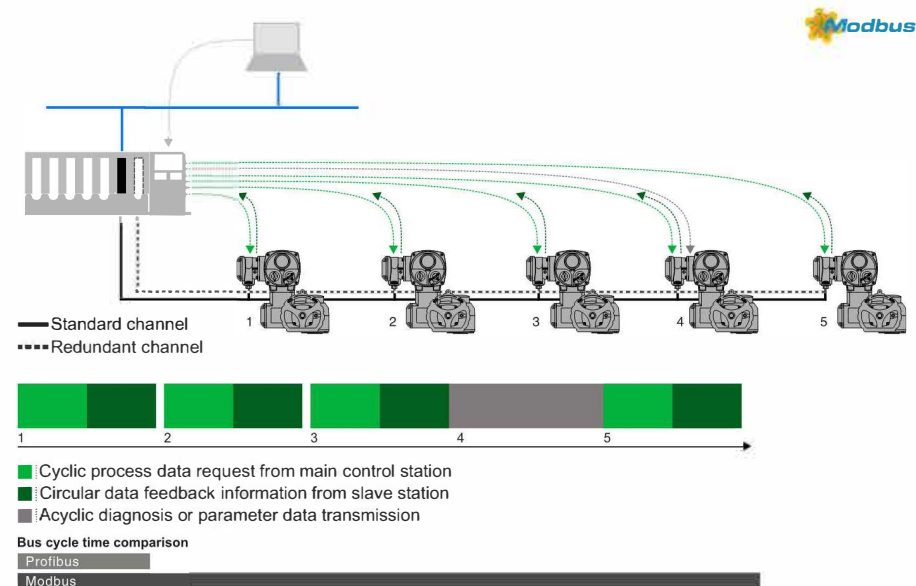 Modbus
Standard channel
Redundant channel
1 2 3 4 5
1 2 3 4 5
Cyclic process data request from main control station
Circular data feedback information from slave station
Acyclic diagnosis or parameter data transmission
Bus cycle time comparison
Profibus
Modbus